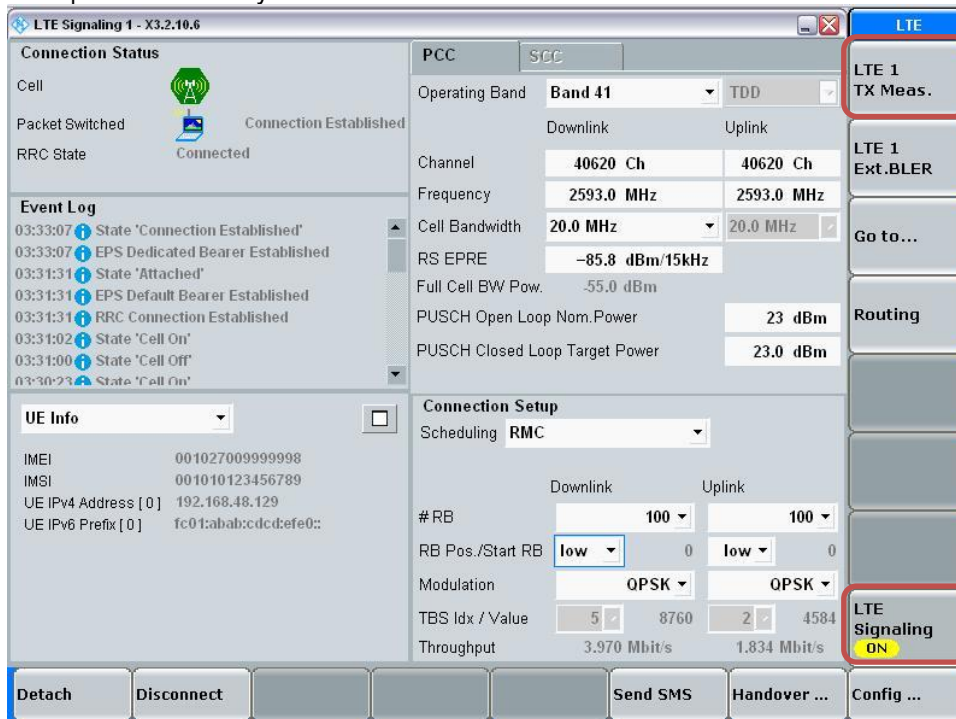 LTE Signaling 1 - X3.2.10.6
LTE
Connection Status
Cell
Packet Switched Connection Established
RRC State Connected
Event Log
03:33:07 State 'Connection Established'
03:33:07 EPS Dedicated Bearer Established
03:31:31 State 'Attached'
03:31:31 EPS Default Bearer Established
03:31:31 RRC Connection Established
03:31:02 State 'Cell On'
03:31:00 State 'Cell Off'
03:30:23 State 'Cell On'
UE Info
IMEI 001027009999998
IMSI 001010123456789
UE IPv4 Address [ 0 ] 192.168.48.129
UE IPv6 Prefix [ 0 ] fc01:abab:cdcd:efe0::
PCC SCC
Operating Band Band 41 TDD
Downlink Uplink
Channel 40620 Ch 40620 Ch
Frequency 2593.0 MHz 2593.0 MHz
Cell Bandwidth 20.0 MHz 20.0 MHz
RS EPRE -85.8 dBm/15kHz
Full Cell BW Pow. -55.0 dBm
PUSCH Open Loop Nom.Power 23 dBm
PUSCH Closed Loop Target Power 23.0 dBm
Connection Setup
Scheduling RMC
Downlink Uplink
# RB 100 100
RB Pos./Start RB low 0 low 0
Modulation QPSK QPSK
TBS Idx / Value 5 8760 2 4584
Throughput 3.970 Mbit/s 1.834 Mbit/s
LTE 1
TX Meas.
LTE 1
Ext.BLER
Go to...
Routing
LTE
Signaling
ON
Detach Disconnect Send SMS Handover ... Config ...